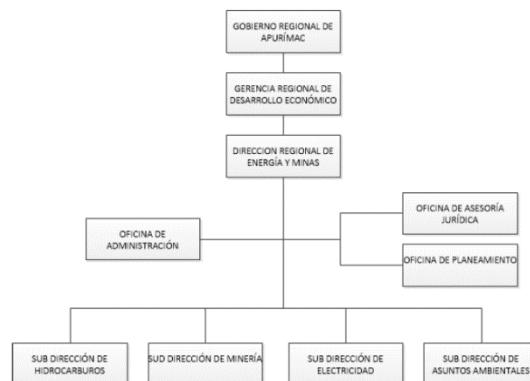 GOBIERNO REGIONAL DE
APURÍMAC
GERENCIA REGIONAL DE
DESARROLLO ECONÓMICO
DIRECCION REGIONAL DE
ENERGÍA Y MINAS
OFICINA DE
ADMINISTRACIÓN
OFICINA DE ASESORÍA
JURÍDICA
OFICINA DE PLANEAMIENTO
SUB DIRECCIÓN DE
HIDROCARBUROS
SUD DIRECCIÓN DE MINERÍA
SUB DIRECCIÓN DE
ELECTRICIDAD
SUB DIRECCIÓN DE
ASUNTOS AMBIENTALES